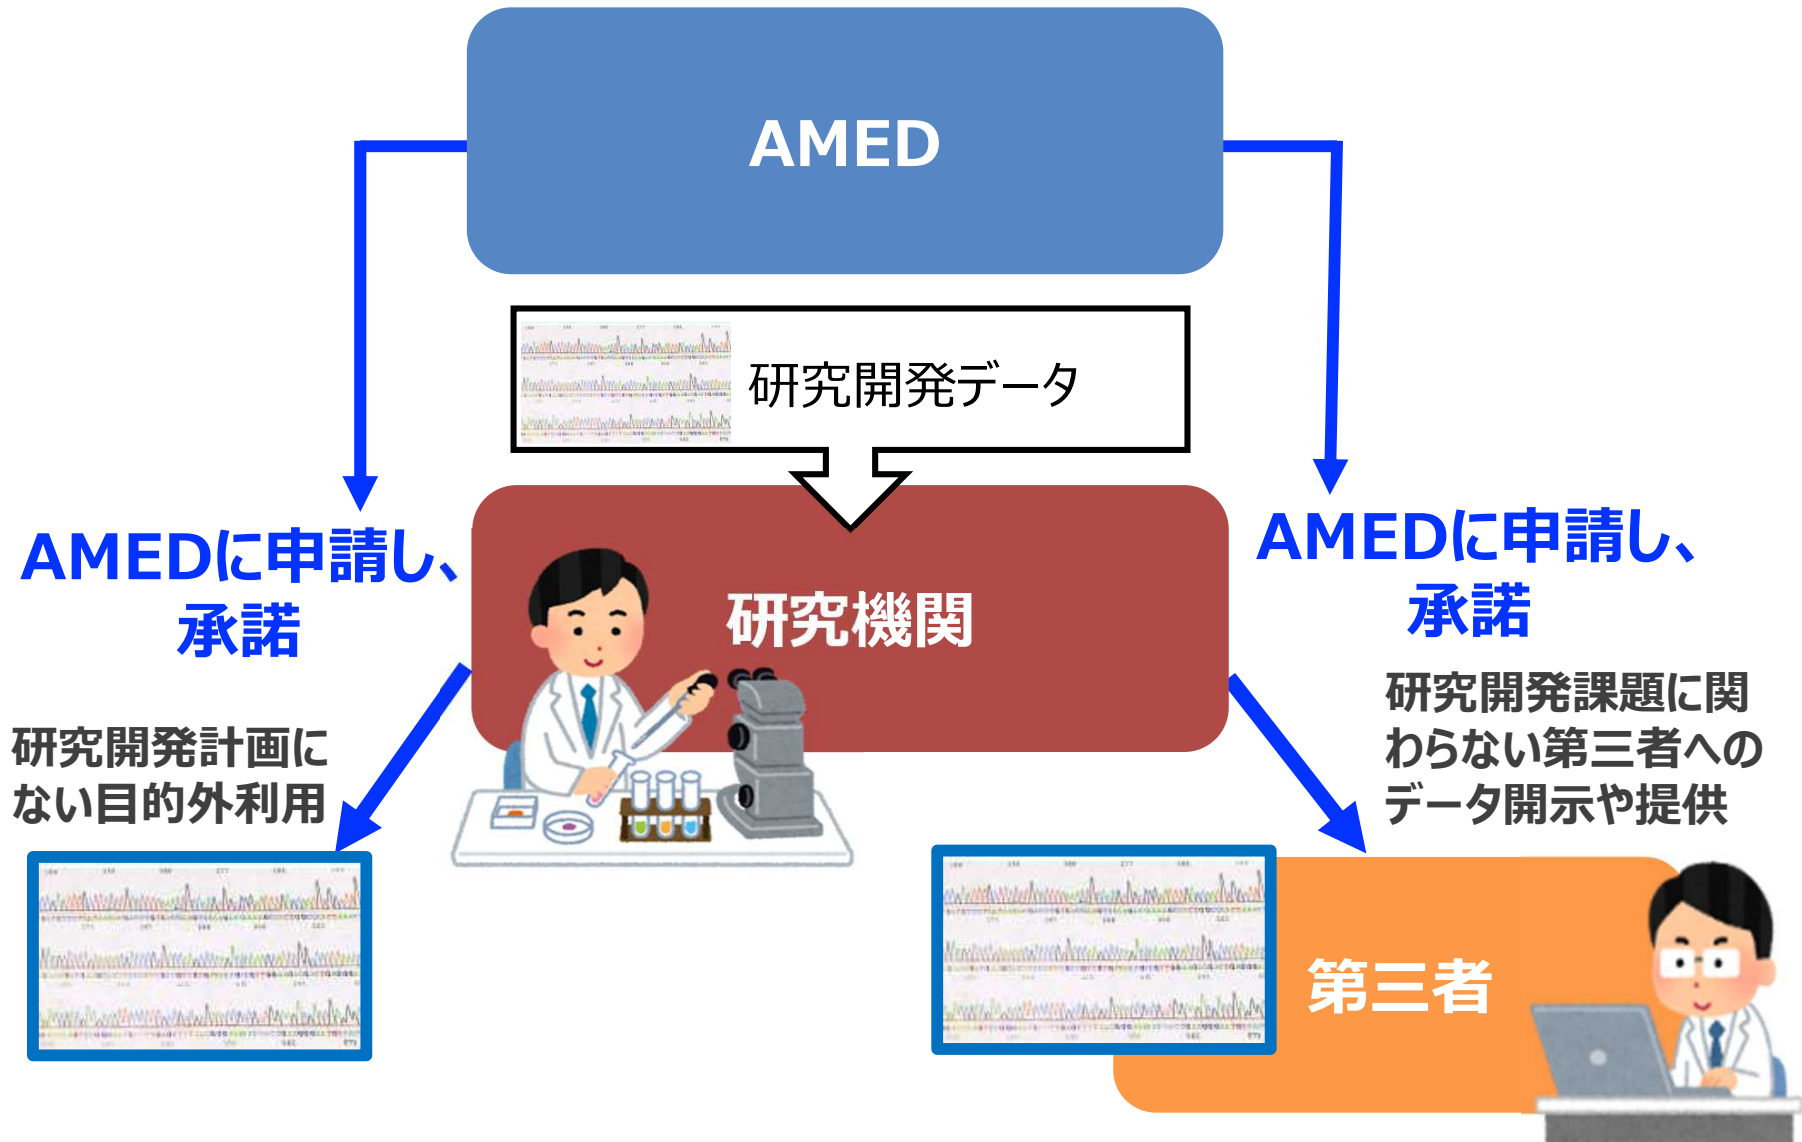 AMED
研究開発データ
AMEDに申請し、
承諾
研究機関
AMEDに申請し、
承諾
研究開発計画に
ない目的外利用
研究開発課題に関
わらない第三者への
データ開示や提供
第三者